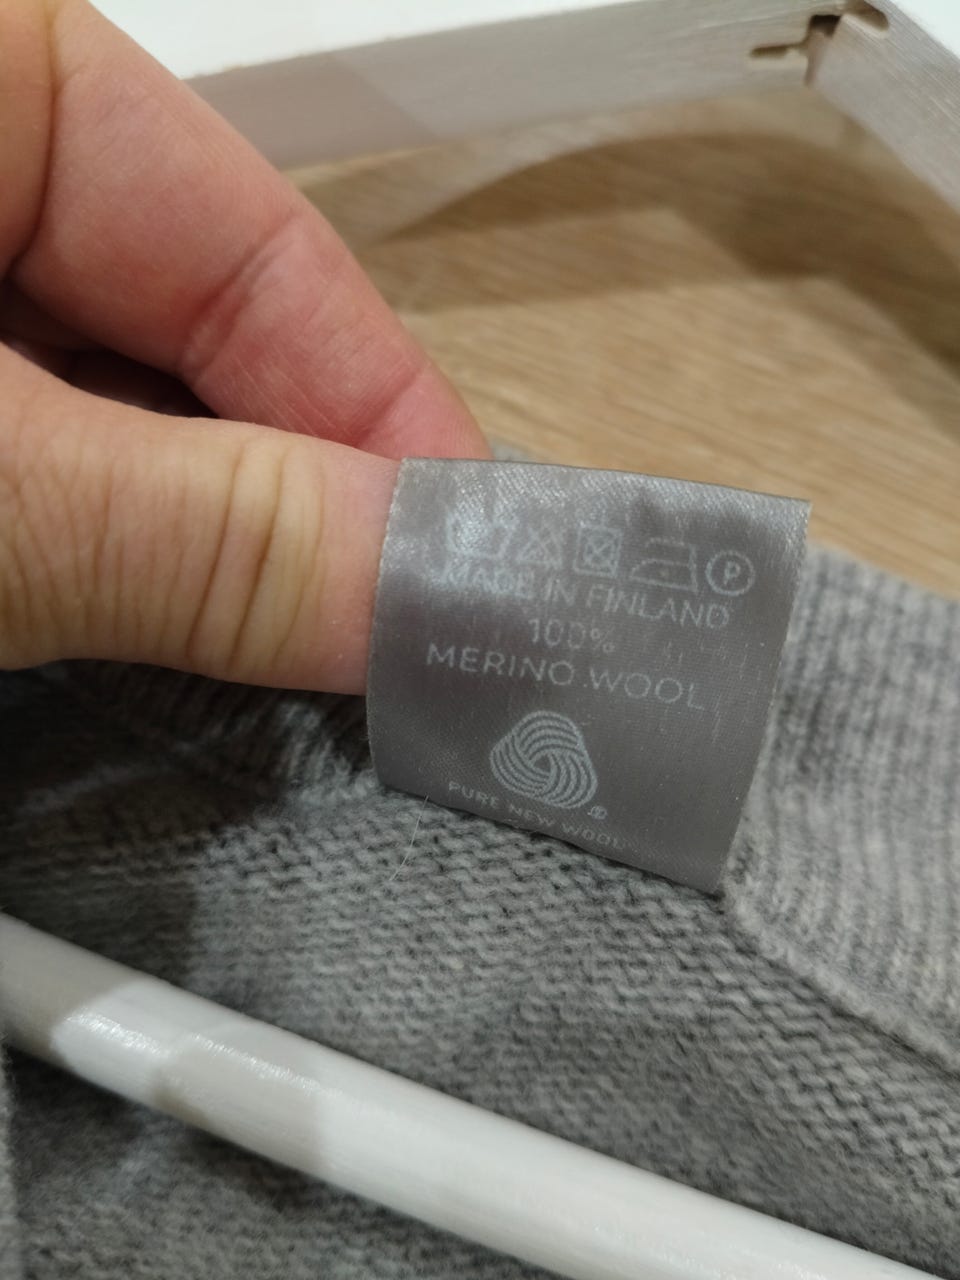 P
MADE IN FINLAND
100%
MERINO WOOL
PURE NEW WOOL